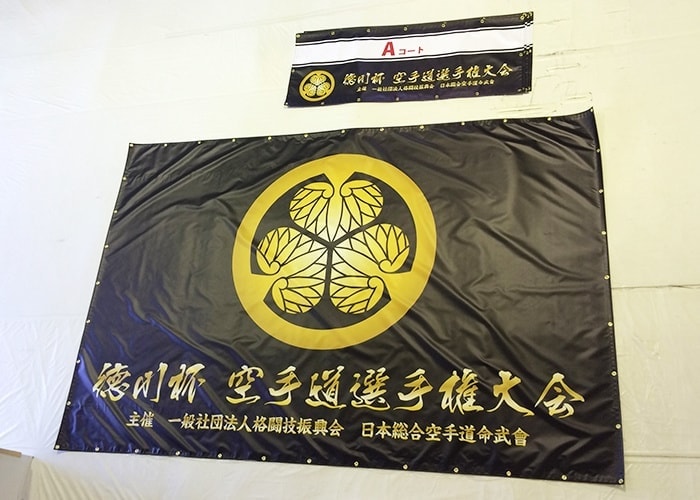 Aコート
徳川杯 空手道選手権大会
主催 一般社団法人格闘技振興会 日本総合空手道命武會
徳川杯 空手道選手権大会
主催 一般社団法人格闘技振興会 日本総合空手道命武會